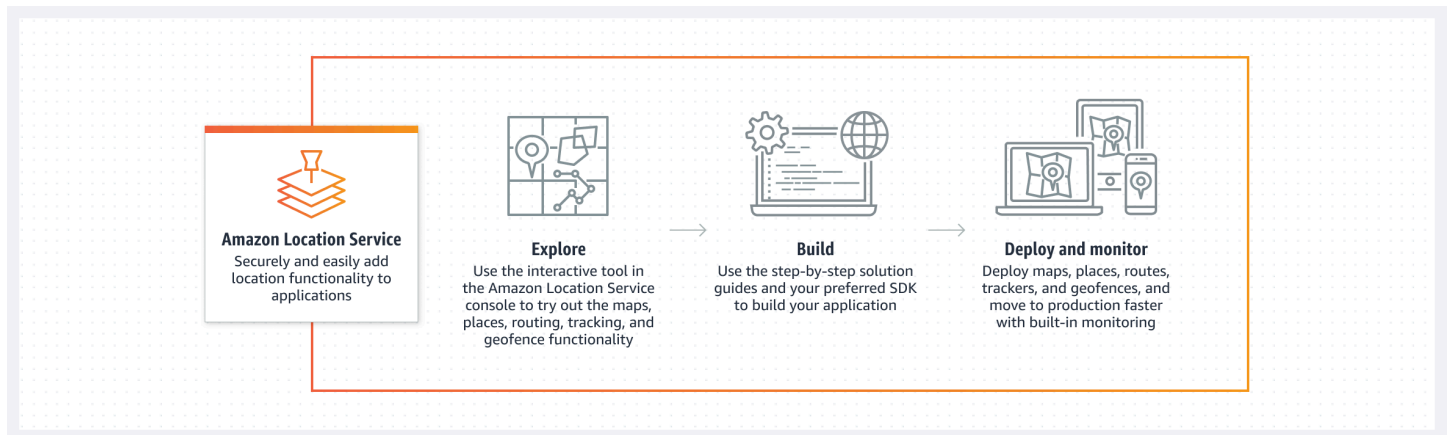 Amazon Location Service
Securely and easily add
location functionality to
applications
Explore
Use the interactive tool in
the Amazon Location Service
console to try out the maps,
places, routing, tracking, and
geofence functionality
Build
Use the step-by-step solution
guides and your preferred SDK
to build your application
Deploy and monitor
Deploy maps, places, routes,
trackers, and geofences, and
move to production faster
with built-in monitoring